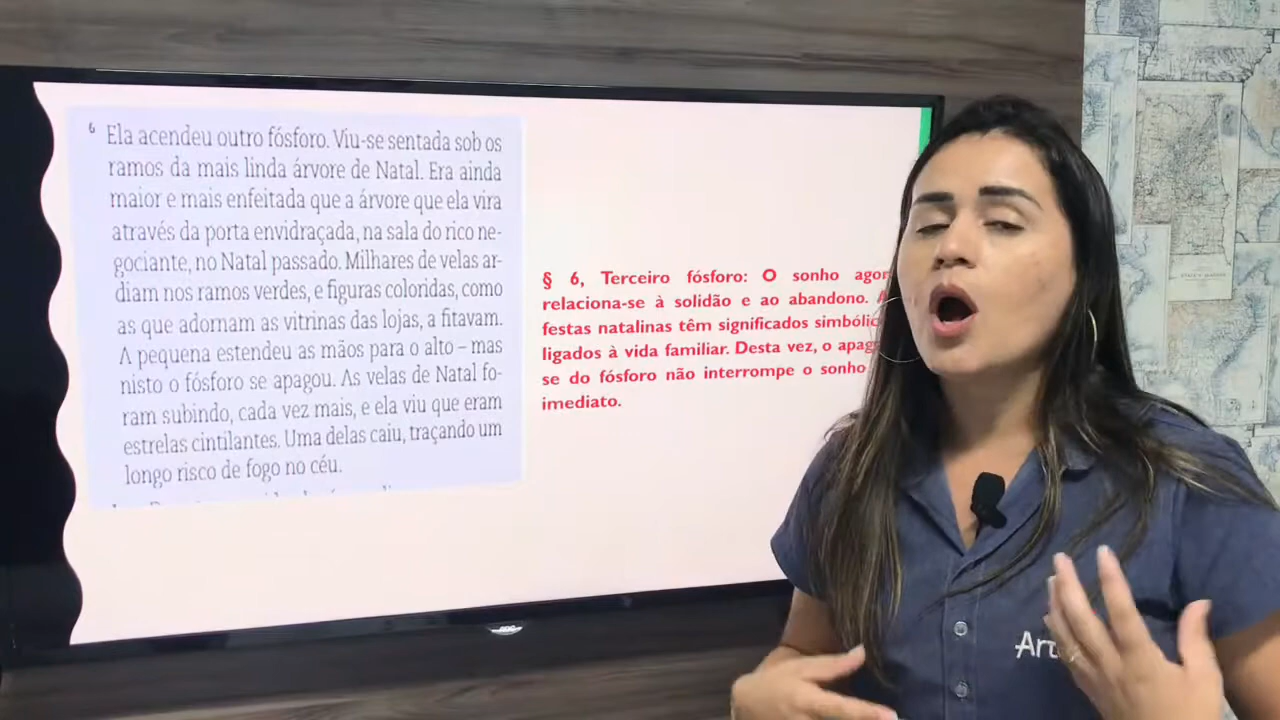 6 Ela acendeu outro fósforo. Viu-se sentada sob os
ramos da mais linda árvore de Natal. Era ainda
maior e mais enfeitada que a árvore que ela vira
através da porta envidraçada, na sala do rico ne-
gociante, no Natal passado. Milhares de velas ar-
diam nos ramos verdes, e figuras coloridas, como
as que adornam as vitrinas das lojas, a fitavam.
A pequena estendeu as mãos para o alto – mas
nisto o fósforo se apagou. As velas de Natal fo-
ram subindo, cada vez mais, e ela viu que eram
estrelas cintilantes. Uma delas caiu, traçando um
longo risco de fogo no céu.
§ 6, Terceiro fósforo: O sonho agor
relaciona-se à solidão e ao abandono.
festas natalinas têm significados simbólic
ligados à vida familiar. Desta vez, o apag
se do fósforo não interrompe o sonho
imediato.
AOC
Art